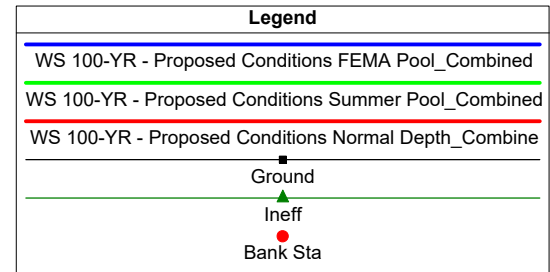 Legend
WS 100-YR - Proposed Conditions FEMA Pool_Combined
WS 100-YR - Proposed Conditions Summer Pool_Combined
WS 100-YR - Proposed Conditions Normal Depth_Combine
Ground
Ineff
Bank Sta